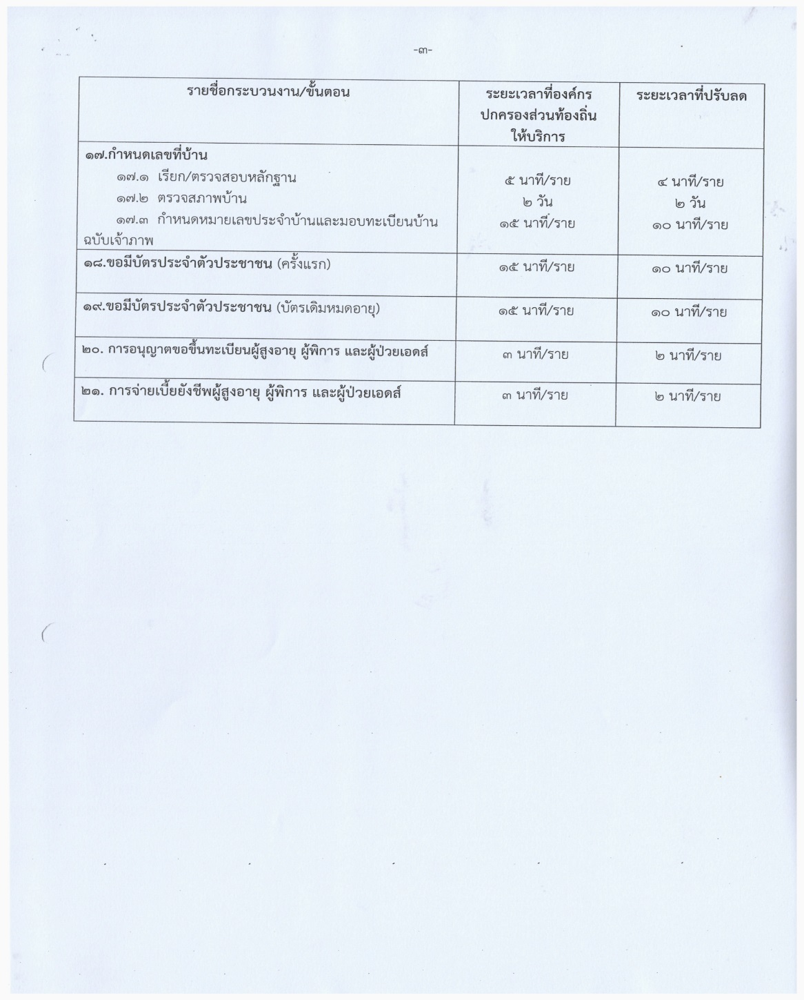 -๓-
รายชื่อกระบวนงาน/ขั้นตอน
ระยะเวลาที่องค์กร
ปกครองส่วนท้องถิ่น
ให้บริการ
ระยะเวลาที่ปรับลด
๑๗.กำหนดเลขที่บ้าน
๑๗.๑ เรียก/ตรวจสอบหลักฐาน ๕ นาที/ราย ๔ นาที/ราย
๑๗.๒ ตรวจสภาพบ้าน ๒ วัน ๒ วัน
๑๗.๓ กำหนดหมายเลขประจำบ้านและมอบทะเบียนบ้าน ๑๕ นาที/ราย ๑๐ นาที/ราย
ฉบับเจ้าภาพ
๑๘.ขอมีบัตรประจำตัวประชาชน (ครั้งแรก) ๑๕ นาที/ราย ๑๐ นาที/ราย
๑๙.ขอมีบัตรประจำตัวประชาชน (บัตรเดิมหมดอายุ) ๑๕ นาที/ราย ๑๐ นาที/ราย
๒๐. การอนุญาตขอขึ้นทะเบียนผู้สูงอายุ ผู้พิการ และผู้ป่วยเอดส์ ๓ นาที/ราย ๒ นาที/ราย
๒๑. การจ่ายเบี้ยยังชีพผู้สูงอายุ ผู้พิการ และผู้ป่วยเอดส์ ๓ นาที/ราย ๒ นาที/ราย